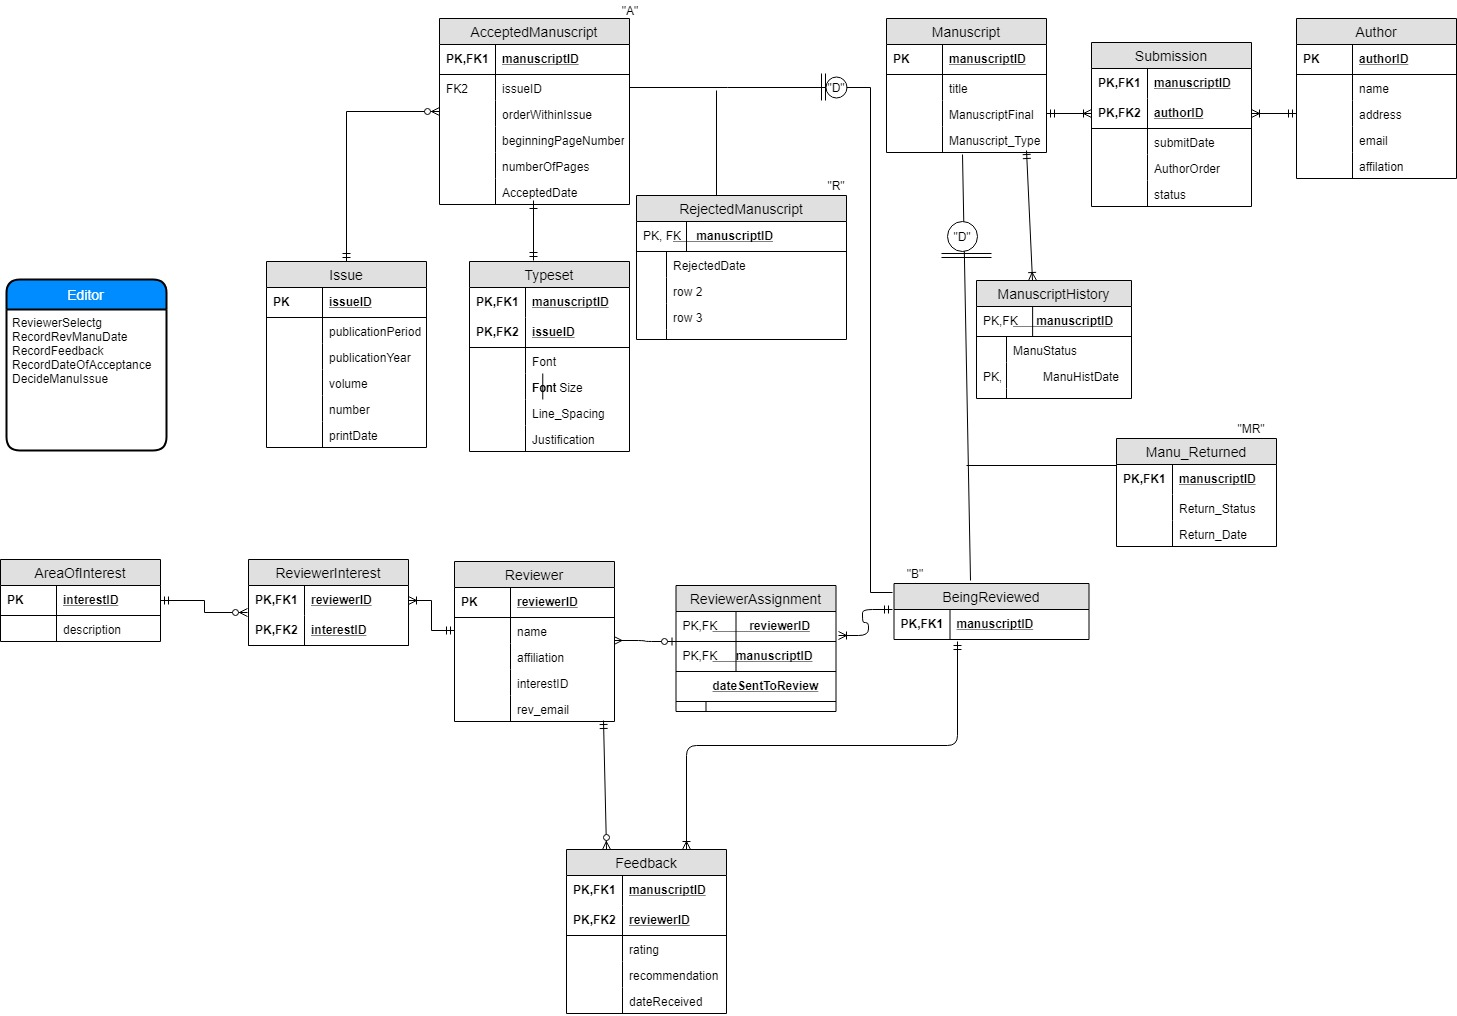 "A"
AcceptedManuscript
PK,FK1 manuscriptID
FK2 issueID
orderWithinIssue
beginningPageNumber
numberOfPages
AcceptedDate
"D"
Manuscript
PK manuscriptID
title
ManuscriptFinal
Manuscript_Type
Submission
PK,FK1 manuscriptID
PK,FK2 authorID
submitDate
AuthorOrder
status
Author
PK authorID
name
address
email
affilation
"R"
RejectedManuscript
PK, FK manuscriptID
RejectedDate
row 2
row 3
"D"
Issue
PK issueID
publicationPeriod
publicationYear
volume
number
printDate
Typeset
PK,FK1 manuscriptID
PK,FK2 issueID
Font
Font Size
Line_Spacing
Justification
ManuscriptHistory
PK,FK manuscriptID
ManuStatus
PK, ManuHistDate
Editor
ReviewerSelectg
RecordRevManuDate
RecordFeedback
RecordDateOfAcceptance
DecideManuIssue
"MR"
Manu_Returned
PK,FK1 manuscriptID
Return_Status
Return_Date
AreaOfInterest
PK interestID
description
ReviewerInterest
PK,FK1 reviewerID
PK,FK2 interestID
Reviewer
PK reviewerID
name
affiliation
interestID
rev_email
ReviewerAssignment
PK,FK reviewerID
PK,FK manuscriptID
dateSentToReview
"B"
BeingReviewed
PK,FK1 manuscriptID
Feedback
PK,FK1 manuscriptID
PK,FK2 reviewerID
rating
recommendation
dateReceived